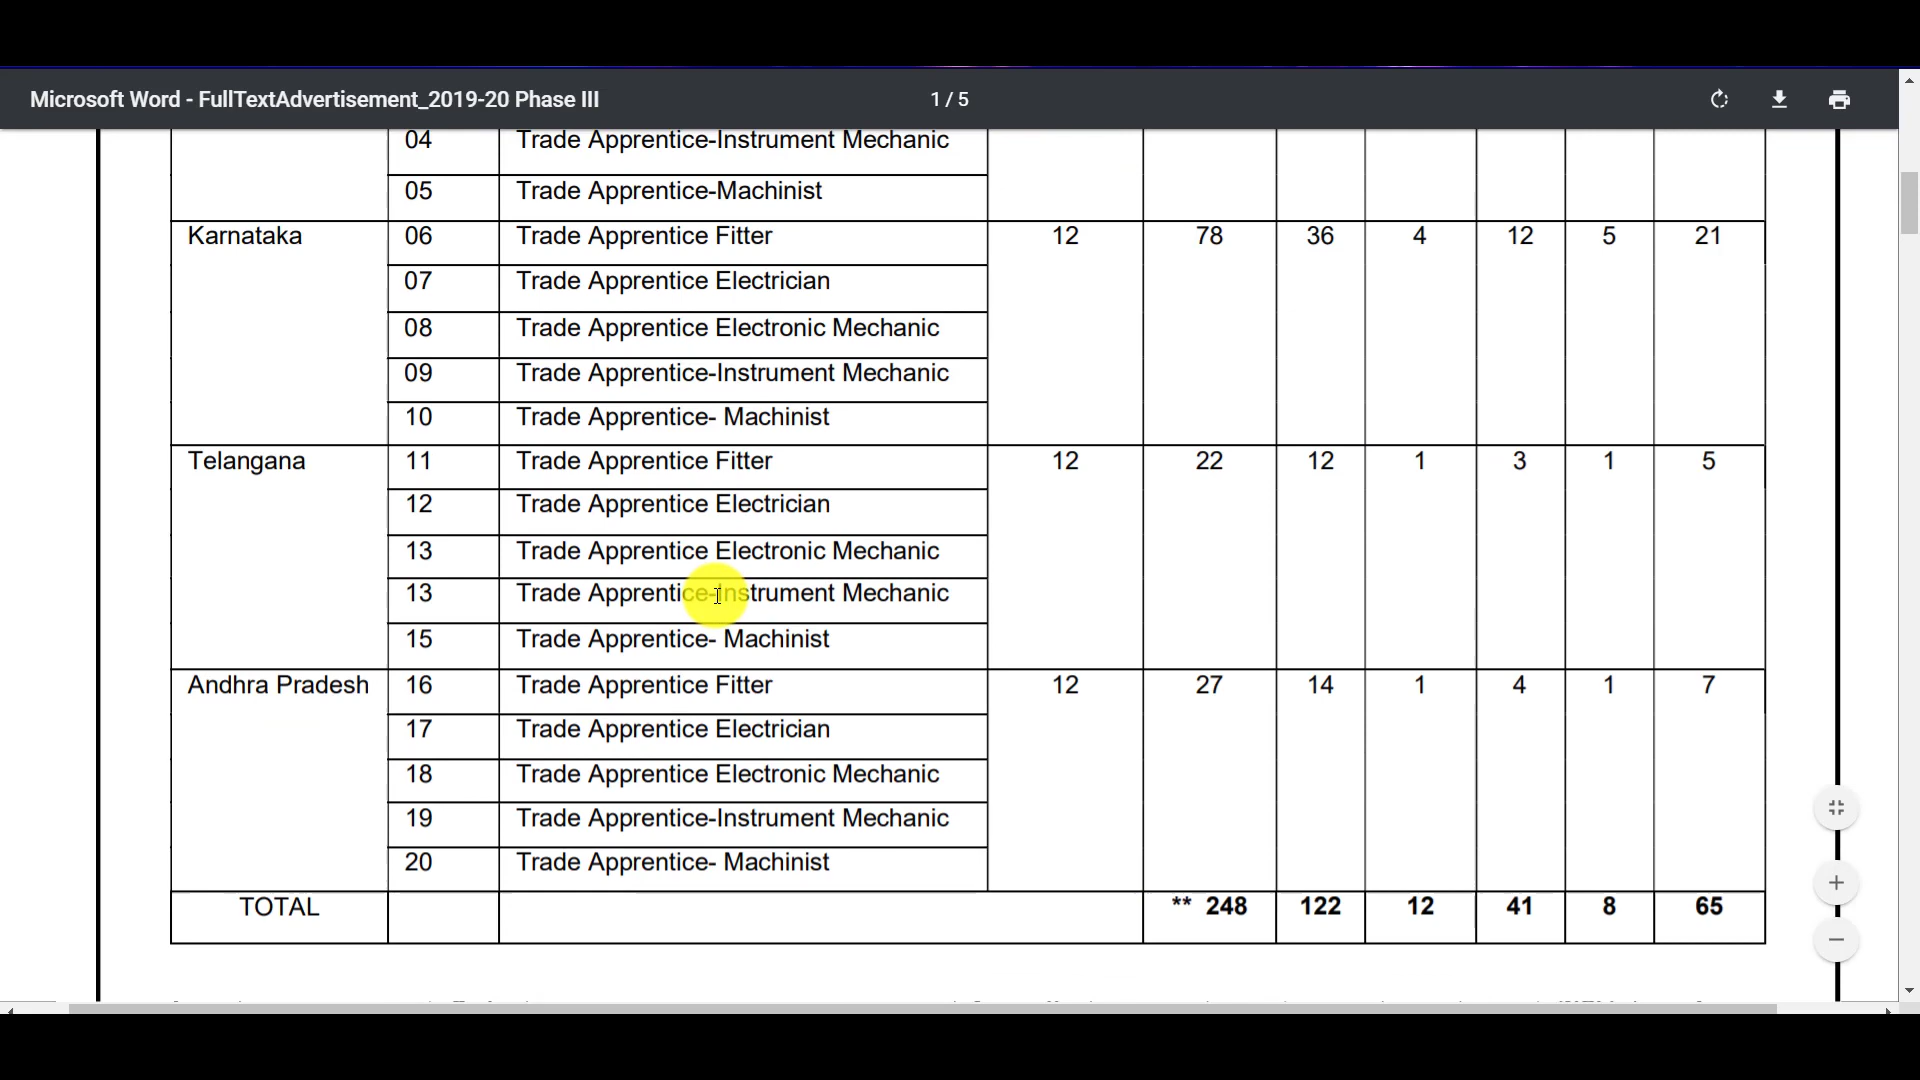 Microsoft Word - FullTextAdvertisement_2019-20 Phase III 1 / 5
04 Trade Apprentice-Instrument Mechanic
05 Trade Apprentice-Machinist
Karnataka 06 Trade Apprentice Fitter 12 78 36 4 12 5 21
07 Trade Apprentice Electrician
08 Trade Apprentice Electronic Mechanic
09 Trade Apprentice-Instrument Mechanic
10 Trade Apprentice- Machinist
Telangana 11 Trade Apprentice Fitter 12 22 12 1 3 1 5
12 Trade Apprentice Electrician
13 Trade Apprentice Electronic Mechanic
13 Trade Apprentice-Instrument Mechanic
15 Trade Apprentice- Machinist
Andhra Pradesh 16 Trade Apprentice Fitter 12 27 14 1 4 1 7
17 Trade Apprentice Electrician
18 Trade Apprentice Electronic Mechanic
19 Trade Apprentice-Instrument Mechanic
20 Trade Apprentice- Machinist
TOTAL ** 248 122 12 41 8 65